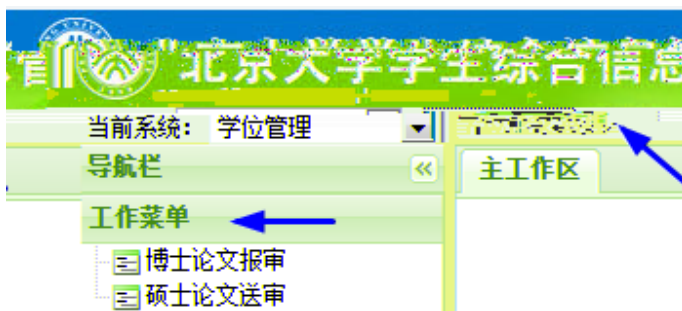 北京大学学生综合信息
当前系统： 学位管理
导航栏
主工作区
工作菜单
博士论文报审
硕士论文送审